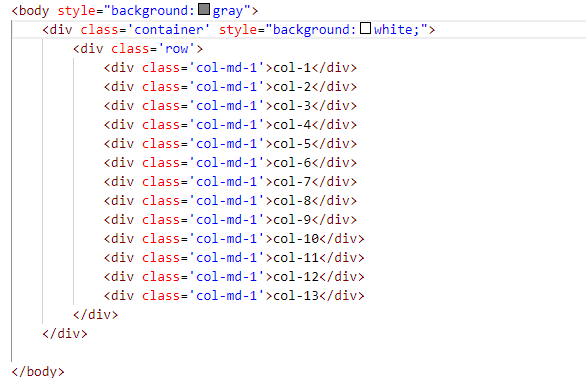 <body style="background:gray">
<div class='container' style="background:white;">
<div class='row'>
<div class='col-md-1'>col-1</div>
<div class='col-md-1'>col-2</div>
<div class='col-md-1'>col-3</div>
<div class='col-md-1'>col-4</div>
<div class='col-md-1'>col-5</div>
<div class='col-md-1'>col-6</div>
<div class='col-md-1'>col-7</div>
<div class='col-md-1'>col-8</div>
<div class='col-md-1'>col-9</div>
<div class='col-md-1'>col-10</div>
<div class='col-md-1'>col-11</div>
<div class='col-md-1'>col-12</div>
<div class='col-md-1'>col-13</div>
</div>
</div>
</body>